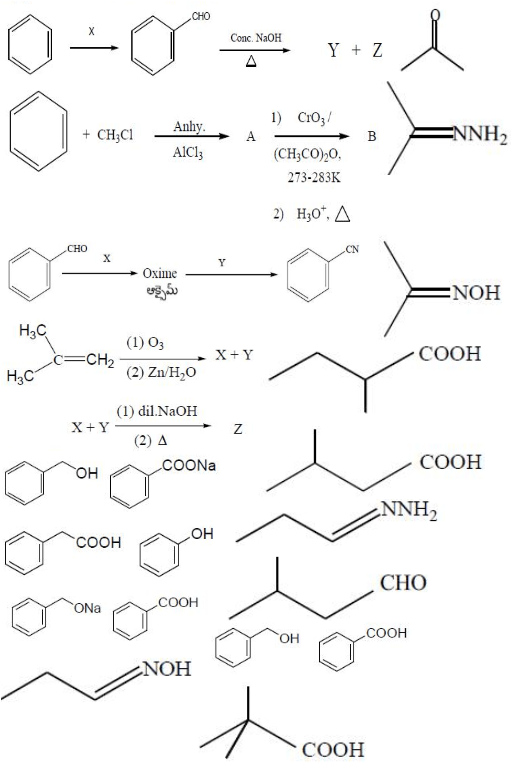 CHO
X
Conc. NaOH
Δ
Y + Z
O
+ CH₃Cl
Anhy.
AlCl₃
A
1) CrO₃/
(CH₃CO)₂O,
273-283K
2) H₃O⁺, Δ
B
NNH₂
CHO
X
Oxime
ఆక్సైమ్
Y
CN
NOH
H₃C
H₃C
C=CH₂
(1) O₃
(2) Zn/H₂O
X + Y
COOH
X + Y
(1) dil.NaOH
(2) Δ
Z
COOH
OH
COONa
NNH₂
COOH
OH
CHO
ONa
COOH
OH
COOH
NOH
COOH